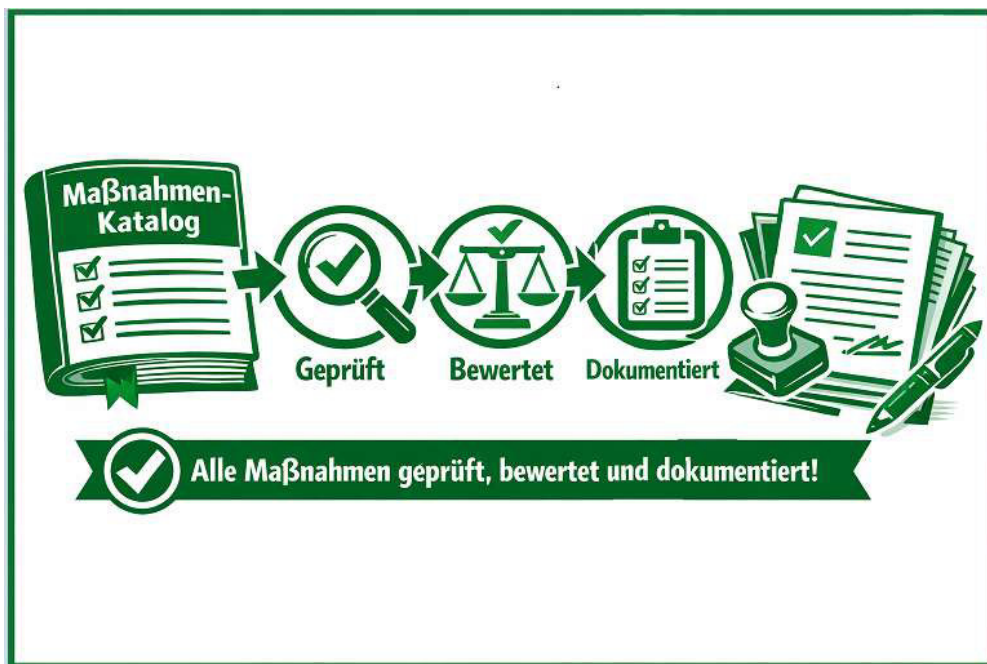 Maßnahmen-
Katalog
Geprüft
Bewertet
Dokumentiert
Alle Maßnahmen geprüft, bewertet und dokumentiert!